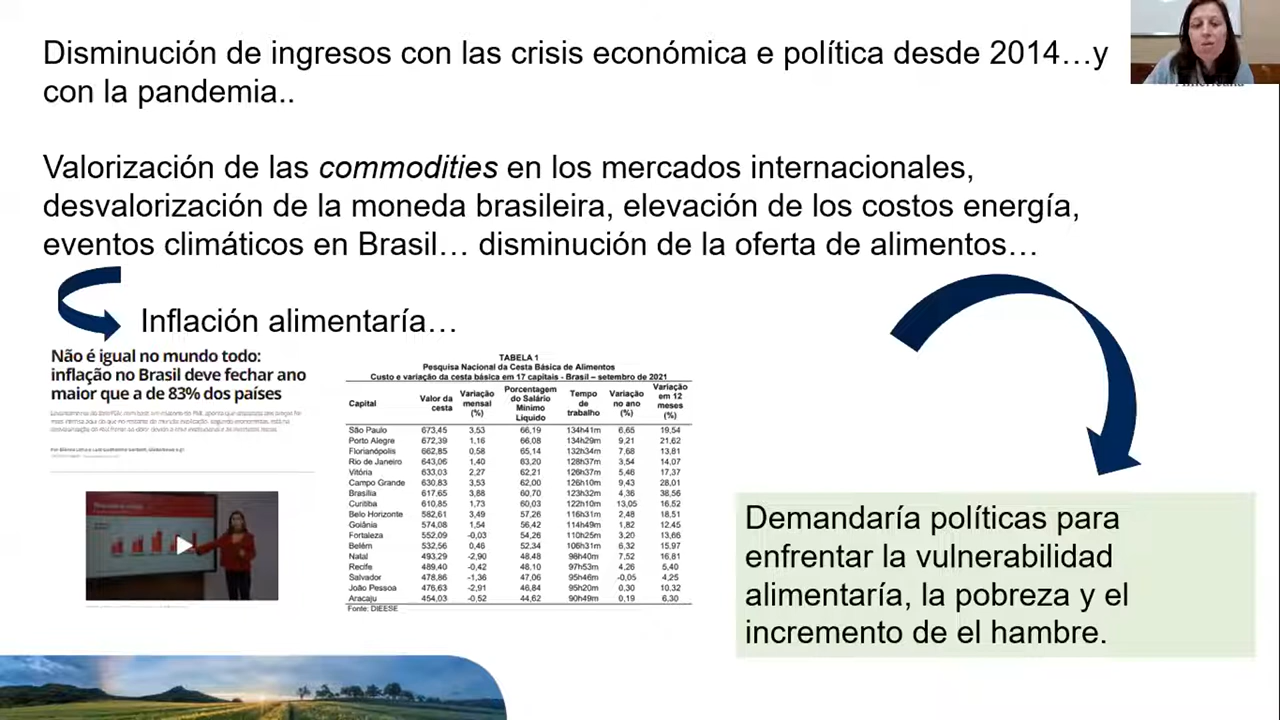 Disminución de ingresos con las crisis económica e política desde 2014…y
con la pandemia..
Valorización de las commodities en los mercados internacionales,
desvalorización de la moneda brasileira, elevación de los costos energía,
eventos climáticos en Brasil… disminución de la oferta de alimentos…
Inflación alimentaría…
Não é igual no mundo todo:
inflação no Brasil deve fechar ano
maior que a de 83% dos países
TABELA 1
Pesquisa Nacional da Cesta Básica de Alimentos
Custo e variação da cesta básica em 17 capitais - Brasil – setembro de 2021
Capital Valor da cesta Variação mensal (%) Porcentagem do Salário Mínimo Líquido Tempo de trabalho Variação no ano (%) Variação em 12 meses (%)
São Paulo 673,45 3,53 66,19 134h41m 6,65 19,54
Porto Alegre 672,39 1,16 66,08 134h29m 9,21 21,62
Florianópolis 662,85 0,58 65,14 132h34m 7,68 13,81
Rio de Janeiro 643,06 1,40 63,20 128h37m 3,54 14,07
Vitória 633,03 2,27 62,21 126h37m 5,46 17,37
Campo Grande 630,83 3,53 62,00 126h10m 9,43 28,01
Brasília 617,65 3,88 60,70 123h32m 4,36 38,56
Curitiba 610,85 1,73 60,03 122h10m 13,05 16,52
Belo Horizonte 582,61 3,49 57,26 116h31m 2,48 18,51
Goiânia 574,08 1,54 56,42 114h49m 1,82 12,45
Fortaleza 552,09 -0,03 54,26 110h25m 3,26 13,66
Belém 532,56 0,46 52,34 106h31m 6,32 15,97
Natal 493,29 -2,90 48,48 98h40m 7,52 16,81
Recife 489,40 -0,42 48,10 97h53m 4,20 5,40
Salvador 478,86 -1,36 47,06 95h46m -0,05 4,25
João Pessoa 476,63 -2,91 46,84 95h20m 0,30 10,32
Aracaju 454,03 -0,52 44,62 90h49m 0,19 6,30
Fonte: DIEESE
Demandaría políticas para
enfrentar la vulnerabilidad
alimentaría, la pobreza y el
incremento de el hambre.